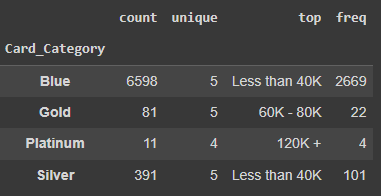 count unique top freq
Card_Category
Blue 6598 5 Less than 40K 2669
Gold 81 5 60K - 80K 22
Platinum 11 4 120K + 4
Silver 391 5 Less than 40K 101